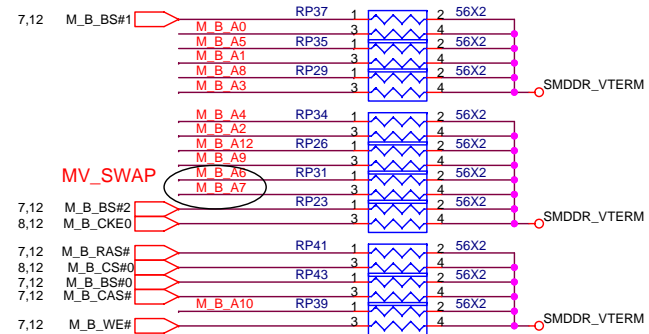 7,12 M_B_BS#1 RP37 1 2 56X2
M_B_A0 3 4
M_B_A5 RP35 1 2 56X2
M_B_A1 3 4
M_B_A8 RP29 1 2 56X2
M_B_A3 3 4 SMDDR_VTERM
M_B_A4 RP34 1 2 56X2
M_B_A2 3 4
M_B_A12 RP26 1 2 56X2
M_B_A9 3 4
MV_SWAP M_B_A6 RP31 1 2 56X2
M_B_A7 3 4
7,12 M_B_BS#2 RP23 1 2 56X2
8,12 M_B_CKE0 3 4 SMDDR_VTERM
7,12 M_B_RAS# RP41 1 2 56X2
8,12 M_B_CS#0 3 4
7,12 M_B_BS#0 RP43 1 2 56X2
7,12 M_B_CAS# 3 4
M_B_A10 RP39 1 2 56X2
7,12 M_B_WE# 3 4 SMDDR_VTERM